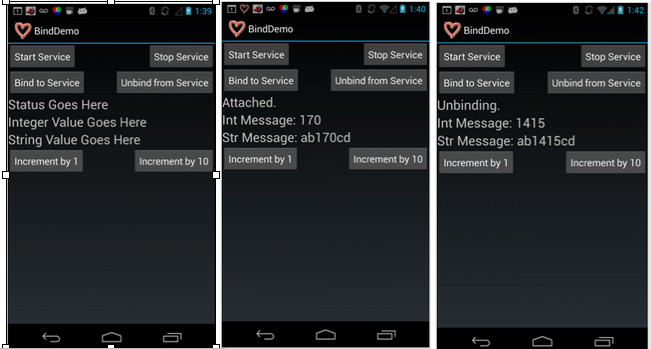 1:39
BindDemo
Start Service
Stop Service
Bind to Service
Unbind from Service
Status Goes Here
Integer Value Goes Here
String Value Goes Here
Increment by 1
Increment by 10
1:40
BindDemo
Start Service
Stop Service
Bind to Service
Unbind from Service
Attached.
Int Message: 170
Str Message: ab170cd
Increment by 1
Increment by 10
1:42
BindDemo
Start Service
Stop Service
Bind to Service
Unbind from Service
Unbinding.
Int Message: 1415
Str Message: ab1415cd
Increment by 1
Increment by 10